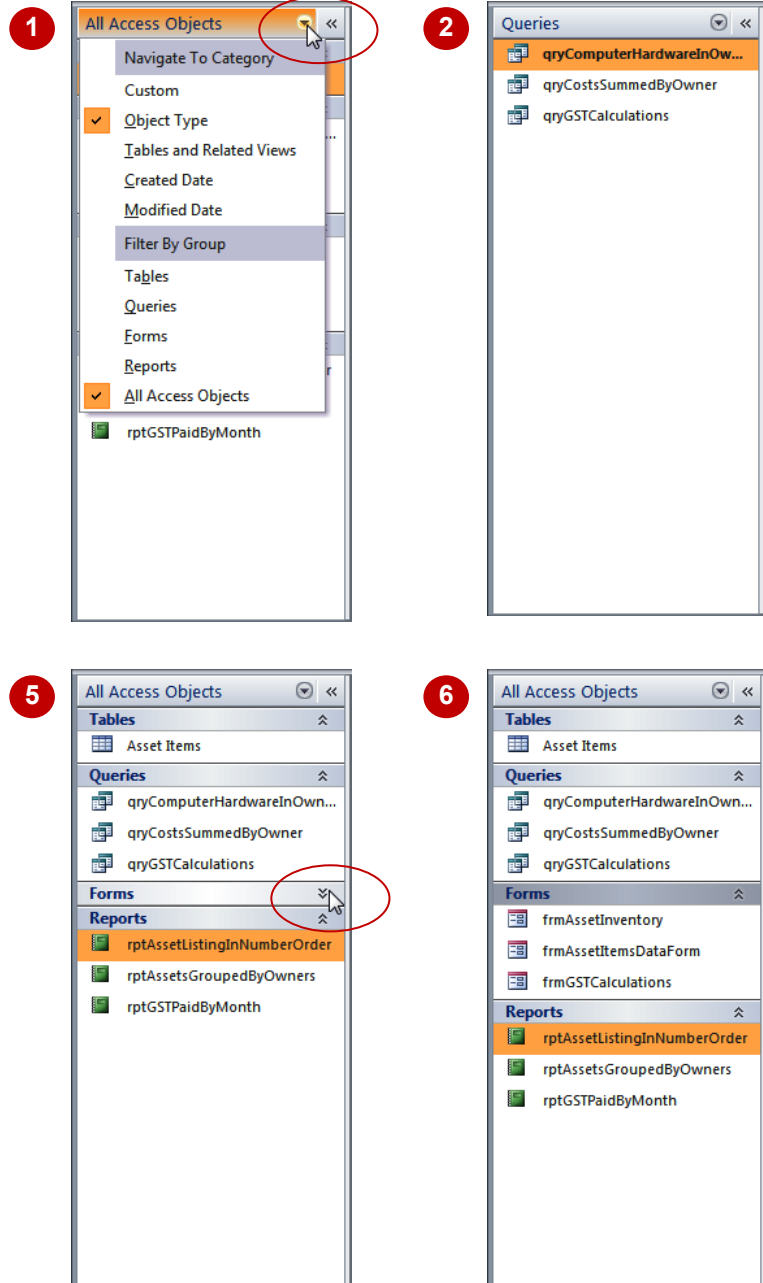 1
All Access Objects
Navigate To Category
Custom
Object Type
Tables and Related Views
Created Date
Modified Date
Filter By Group
Tables
Queries
Forms
Reports
All Access Objects
rptGSTPaidByMonth
2
Queries
qryComputerHardwareInOw...
qryCostsSummedByOwner
qryGSTCalculations
5
All Access Objects
Tables
Asset Items
Queries
qryComputerHardwareInOwn...
qryCostsSummedByOwner
qryGSTCalculations
Forms
Reports
rptAssetListingInNumberOrder
rptAssetsGroupedByOwners
rptGSTPaidByMonth
6
All Access Objects
Tables
Asset Items
Queries
qryComputerHardwareInOwn...
qryCostsSummedByOwner
qryGSTCalculations
Forms
frmAssetInventory
frmAssetItemsDataForm
frmGSTCalculations
Reports
rptAssetListingInNumberOrder
rptAssetsGroupedByOwners
rptGSTPaidByMonth